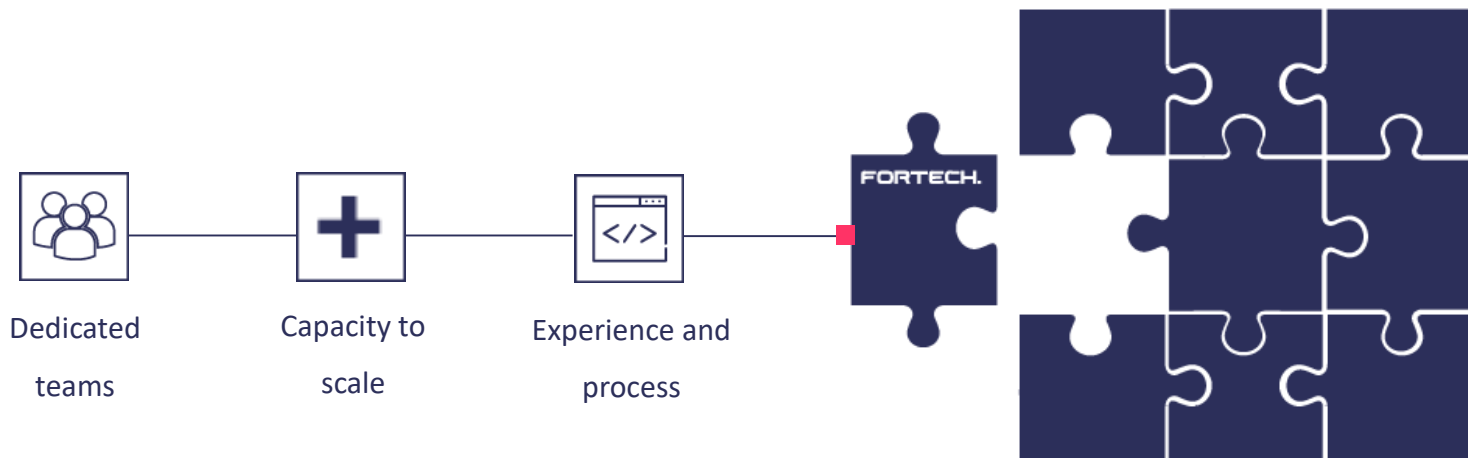 FORTECH.
</>
Dedicated
teams
Capacity to
scale
Experience and
process